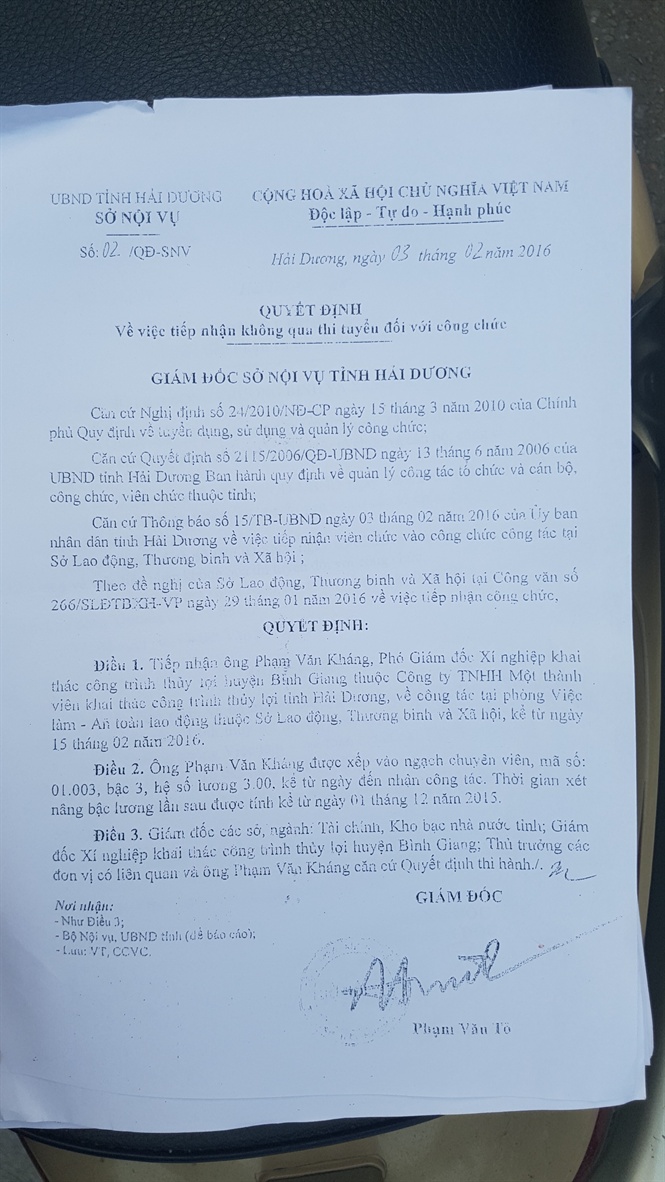 UBND TỈNH HẢI DƯƠNG
SỞ NỘI VỤ
Số: 02 /QĐ-SNV
CỘNG HOÀ XÃ HỘI CHỦ NGHĨA VIỆT NAM
Độc lập - Tự do - Hạnh phúc
Hải Dương, ngày 03 tháng 02 năm 2016
QUYẾT ĐỊNH
Về việc tiếp nhận không qua thi tuyển đối với công chức
GIÁM ĐỐC SỞ NỘI VỤ TỈNH HẢI DƯƠNG
Căn cứ Nghị định số 24/2010/NĐ-CP ngày 15 tháng 3 năm 2010 của Chính
phủ Quy định về tuyển dụng, sử dụng và quản lý công chức;
Căn cứ Quyết định số 2115/2006/QĐ-UBND ngày 13 tháng 6 năm 2006 của
UBND tỉnh Hải Dương Ban hành quy định về quản lý công tác tổ chức và cán bộ,
công chức, viên chức thuộc tỉnh;
Căn cứ Thông báo số 15/TB-UBND ngày 03 tháng 02 năm 2016 của Ủy ban
nhân dân tỉnh Hải Dương về việc tiếp nhận viên chức vào công chức công tác tại
Sở Lao động, Thương binh và Xã hội ;
Theo đề nghị của Sở Lao động, Thương binh và Xã hội tại Công văn số
266/SLĐTBXH-VP ngày 29 tháng 01 năm 2016 về việc tiếp nhận công chức,
QUYẾT ĐỊNH:
Điều 1. Tiếp nhận ông Phạm Văn Kháng, Phó Giám đốc Xí nghiệp khai
thác công trình thủy lợi huyện Bình Giang thuộc Công ty TNHH Một thành
viên khai thác công trình thủy lợi tỉnh Hải Dương, về công tác tại phòng Việc
làm - An toàn lao động thuộc Sở Lao động, Thương binh và Xã hội, kể từ ngày
15 tháng 02 năm 2016.
Điều 2. Ông Phạm Văn Kháng được xếp vào ngạch chuyên viên, mã số:
01.003, bậc 3, hệ số lương 3.00, kể từ ngày đến nhận công tác. Thời gian xét
nâng bậc lương lần sau được tính kể từ ngày 01 tháng 12 năm 2015.
Điều 3. Giám đốc các sở, ngành: Tài chính, Kho bạc nhà nước tỉnh; Giám
đốc Xí nghiệp khai thác công trình thủy lợi huyện Bình Giang; Thủ trưởng các
đơn vị có liên quan và ông Phạm Văn Kháng căn cứ Quyết định thi hành./.
Nơi nhận:
- Như Điều 3;
- Bộ Nội vụ, UBND tỉnh (để báo cáo);
- Lưu: VT, CCVC.
GIÁM ĐỐC
Phạm Văn Tỏ